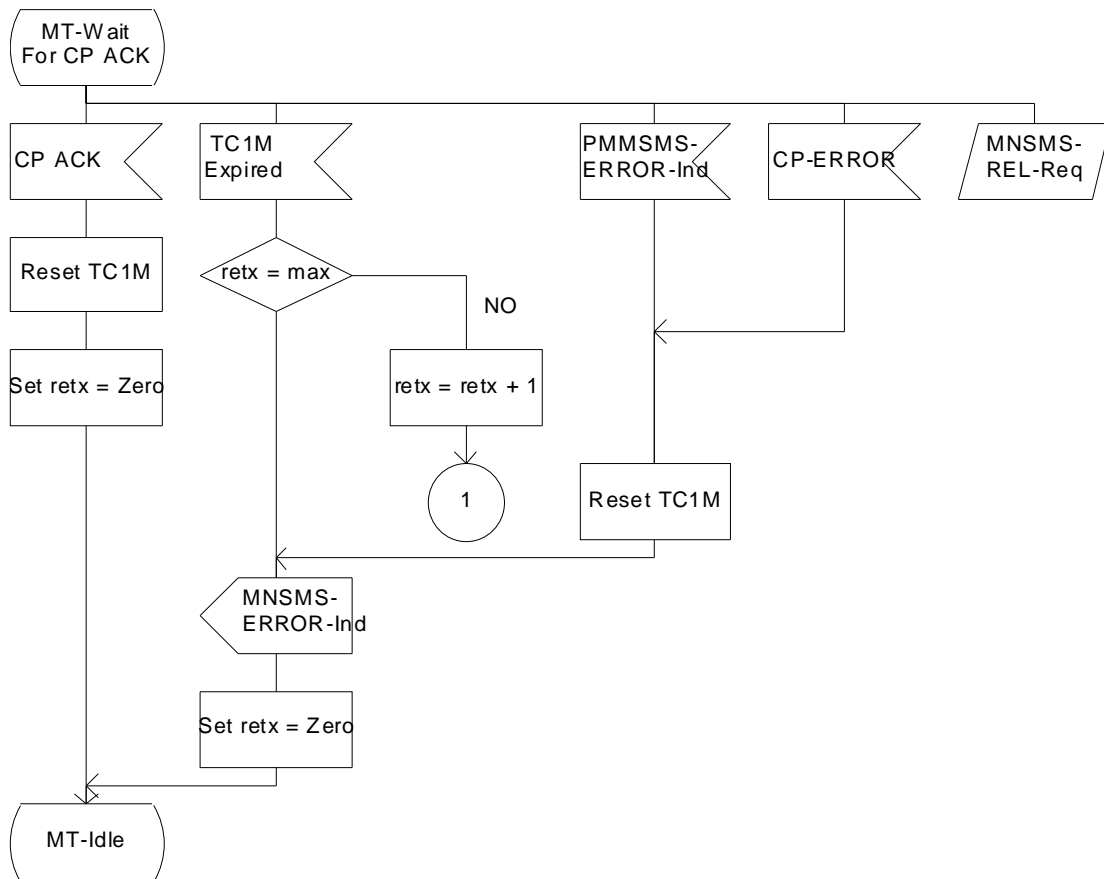 MT-Wait
For CP ACK
CP ACK
TC1M
Expired
PMMSMS-
ERROR-Ind
CP-ERROR
MNSMS-
REL-Req
Reset TC1M
retx = max
NO
Set retx = Zero
retx = retx + 1
1
Reset TC1M
MNSMS-
ERROR-Ind
Set retx = Zero
MT-Idle